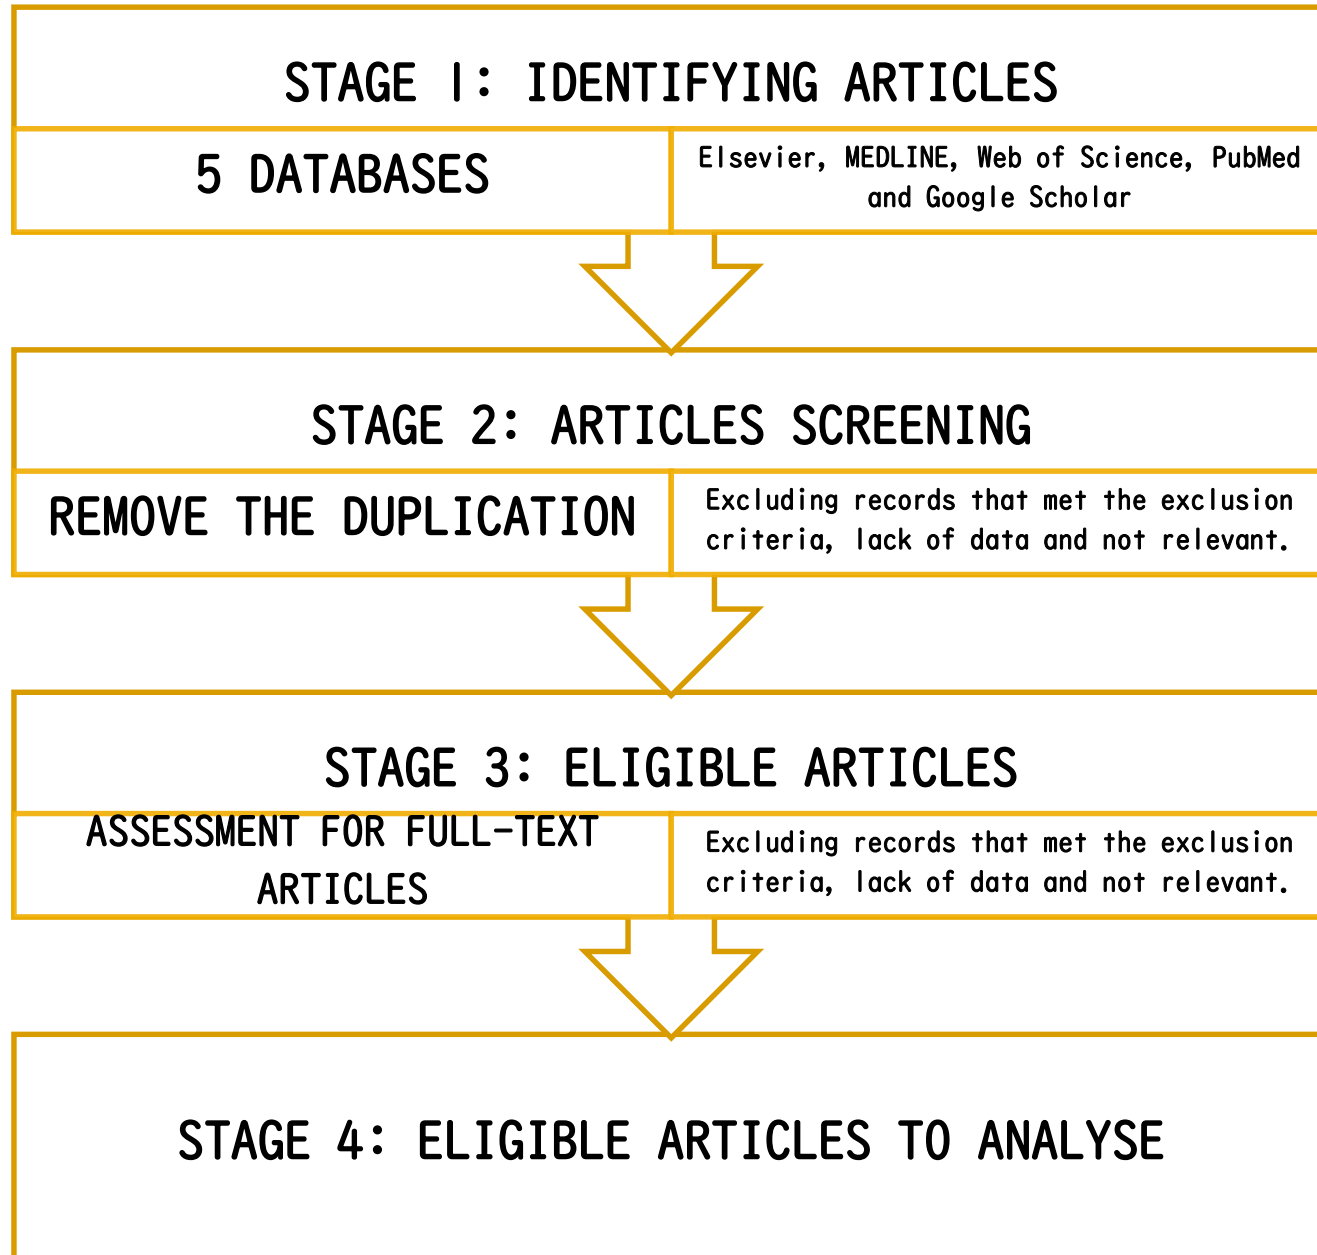 STAGE 1: IDENTIFYING ARTICLES
5 DATABASES
Elsevier, MEDLINE, Web of Science, PubMed
and Google Scholar
STAGE 2: ARTICLES SCREENING
REMOVE THE DUPLICATION
Excluding records that met the exclusion
criteria, lack of data and not relevant.
STAGE 3: ELIGIBLE ARTICLES
ASSESSMENT FOR FULL-TEXT
ARTICLES
Excluding records that met the exclusion
criteria, lack of data and not relevant.
STAGE 4: ELIGIBLE ARTICLES TO ANALYSE